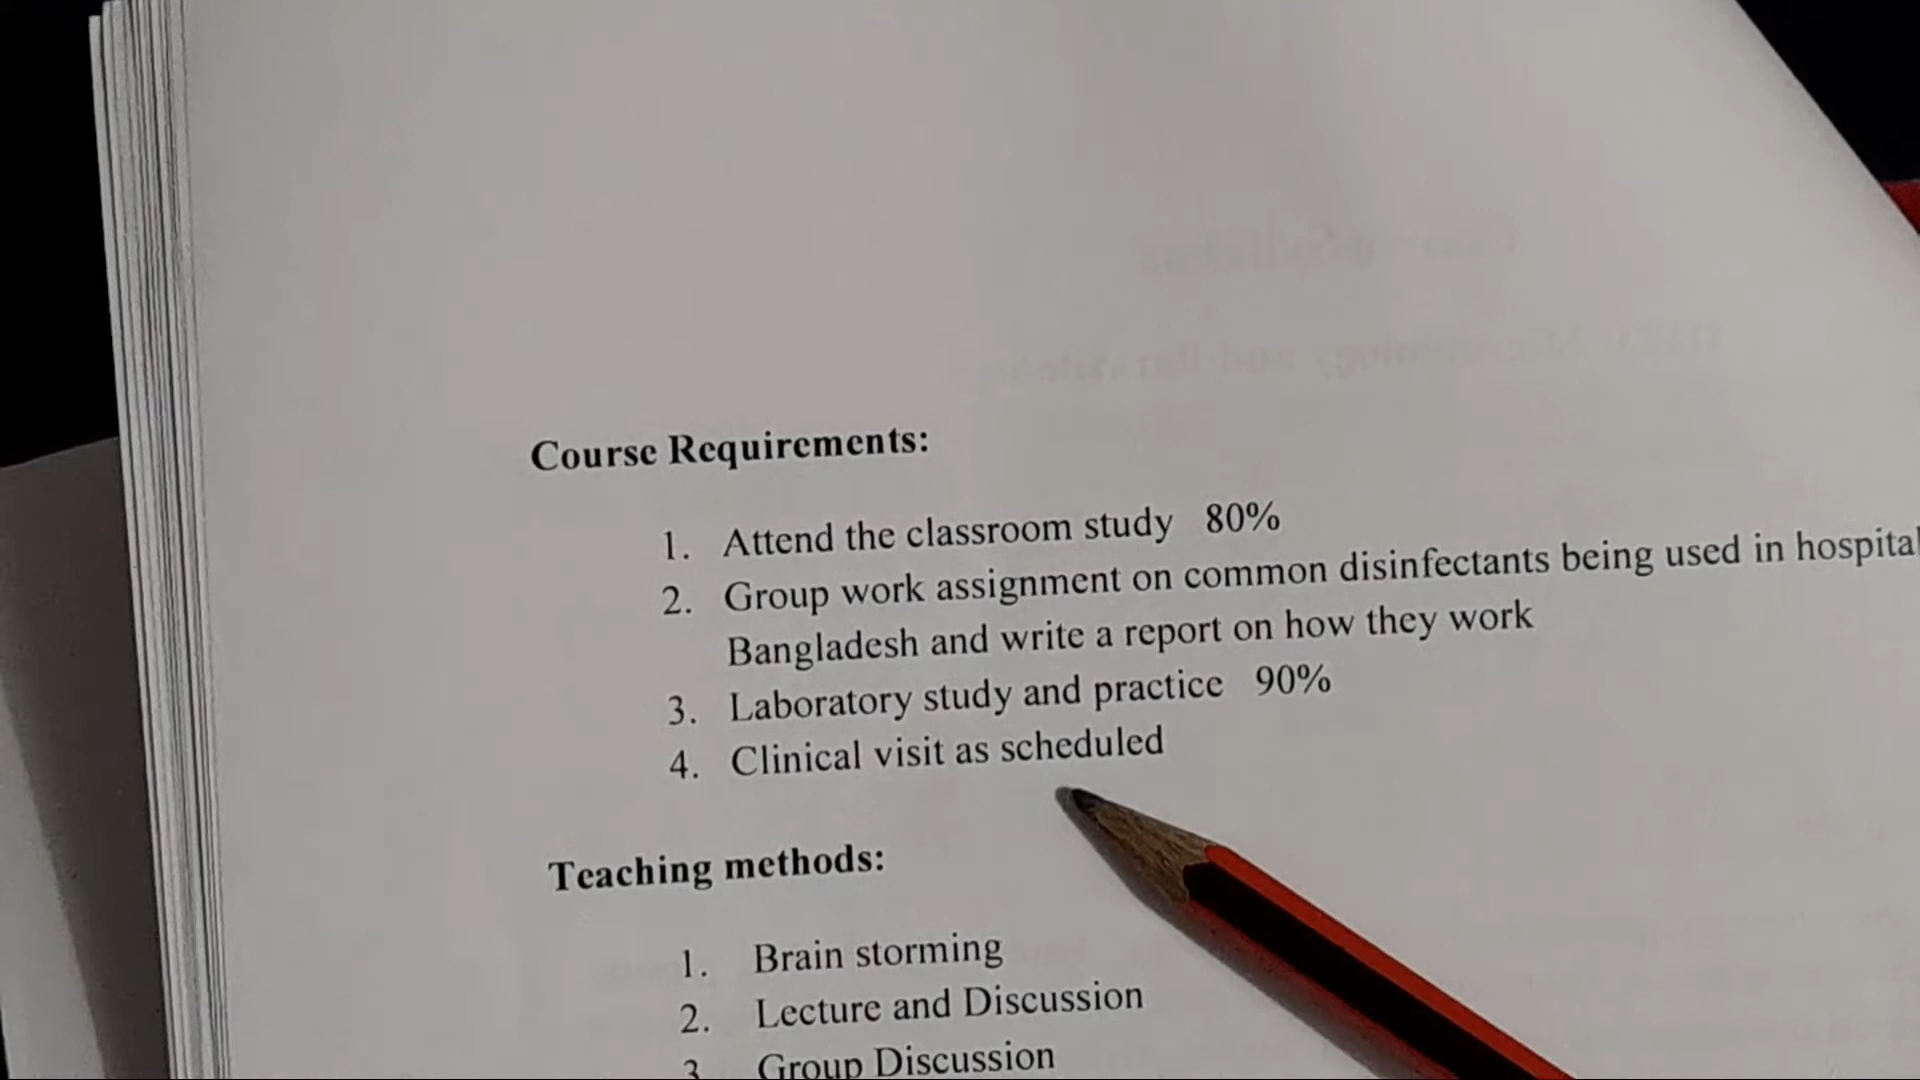 Course Requirements:
1. Attend the classroom study 80%
2. Group work assignment on common disinfectants being used in hospital
Bangladesh and write a report on how they work
3. Laboratory study and practice 90%
4. Clinical visit as scheduled
Teaching methods:
1. Brain storming
2. Lecture and Discussion
3 Group Discussion